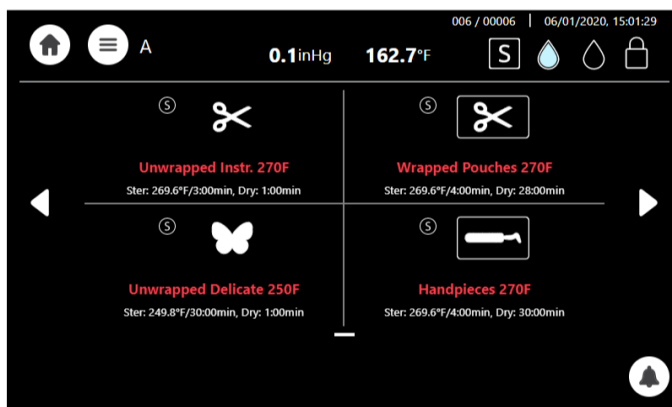 006 / 00006 | 06/01/2020, 15:01:29
A 0.1inHg 162.7°F S
S
Unwrapped Instr. 270F
Ster: 269.6°F/3:00min, Dry: 1:00min
S
Wrapped Pouches 270F
Ster: 269.6°F/4:00min, Dry: 28:00min
S
Unwrapped Delicate 250F
Ster: 249.8°F/30:00min, Dry: 1:00min
S
Handpieces 270F
Ster: 269.6°F/4:00min, Dry: 30:00min